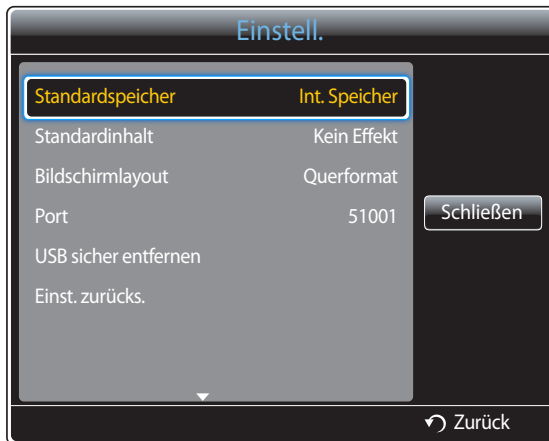 Einstell.
Standardspeicher Int. Speicher
Standardinhalt Kein Effekt
Bildschirmlayout Querformat
Port 51001
Schließen
USB sicher entfernen
Einst. zurücks.
Zurück